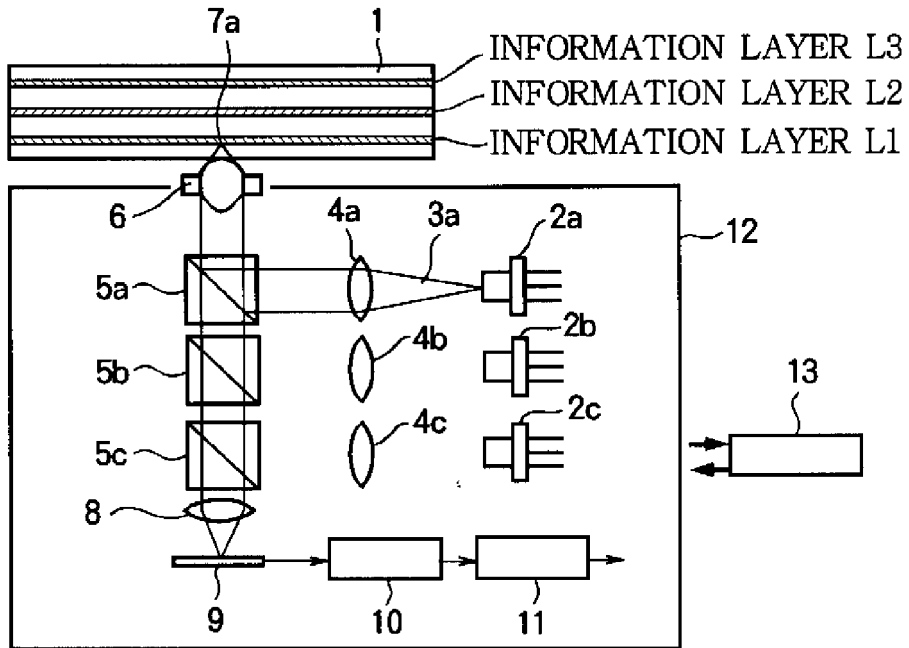 7a
1
INFORMATION LAYER L3
INFORMATION LAYER L2
INFORMATION LAYER L1
6
4a
3a
2a
12
5a
5b
4b
2b
13
5c
4c
2c
8
9
10
11